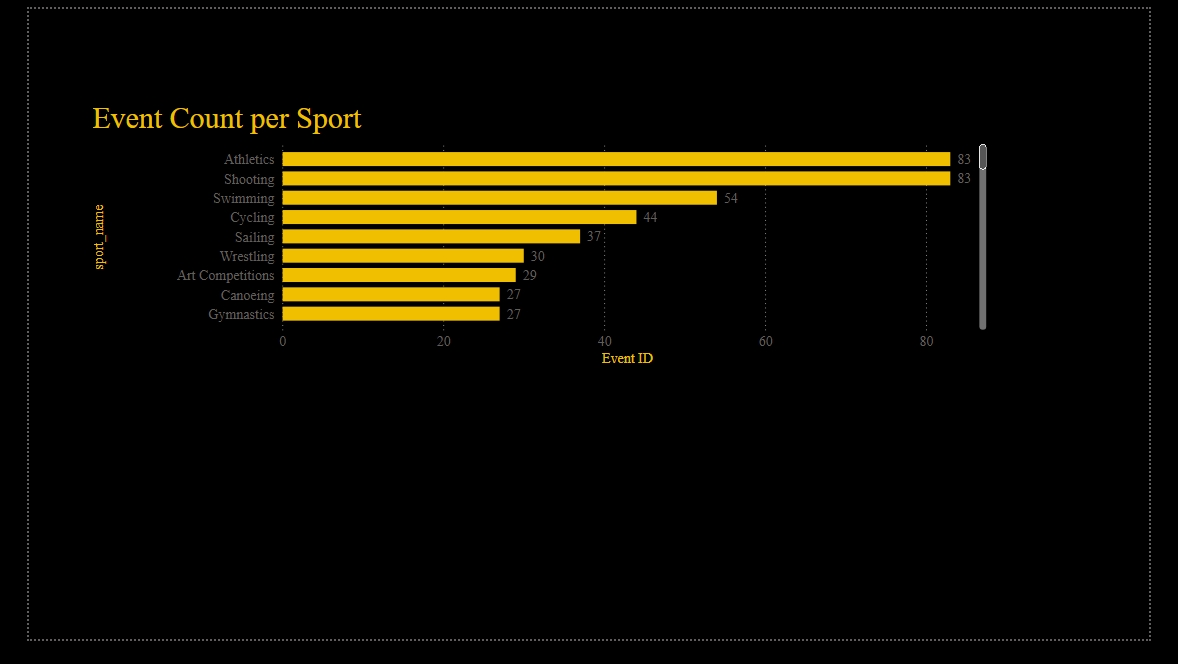 Event Count per Sport
sport_name
Athletics 83
Shooting 83
Swimming 54
Cycling 44
Sailing 37
Wrestling 30
Art Competitions 29
Canoeing 27
Gymnastics 27
0 20 40 60 80
Event ID